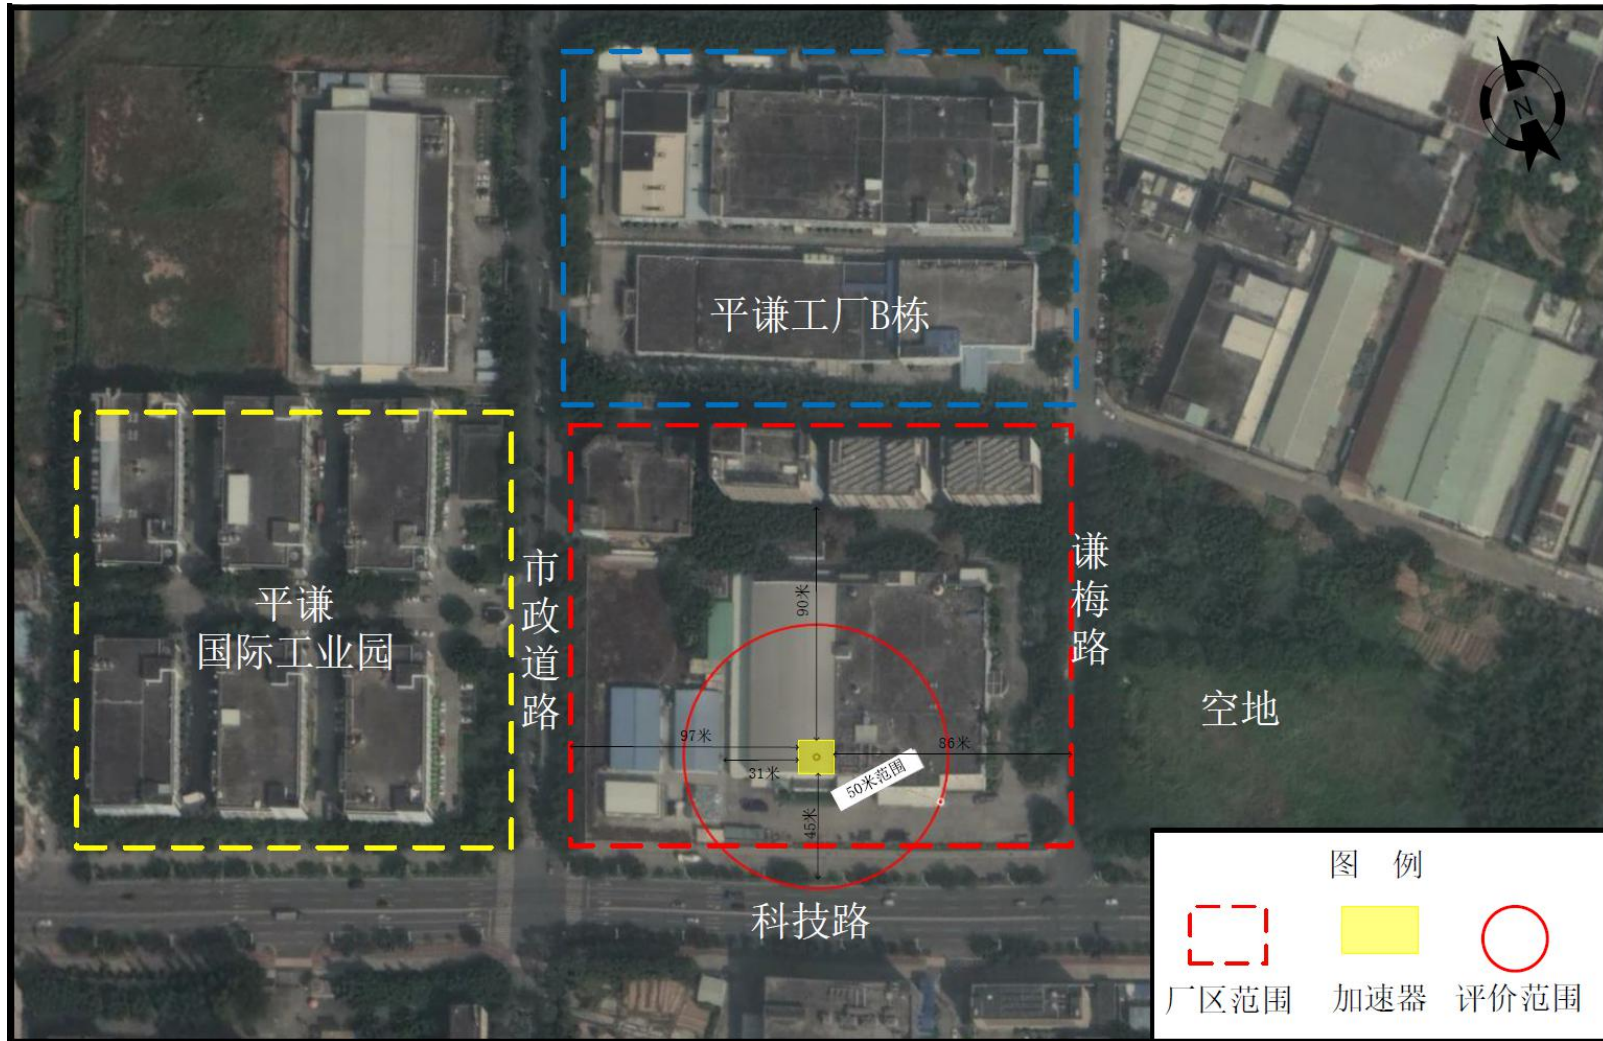 N
平谦工厂B栋
平谦
国际工业园
市政道路
谦梅路
90米
空地
97米
86米
31米
50米范围
45米
科技路
图 例
厂区范围
加速器
评价范围